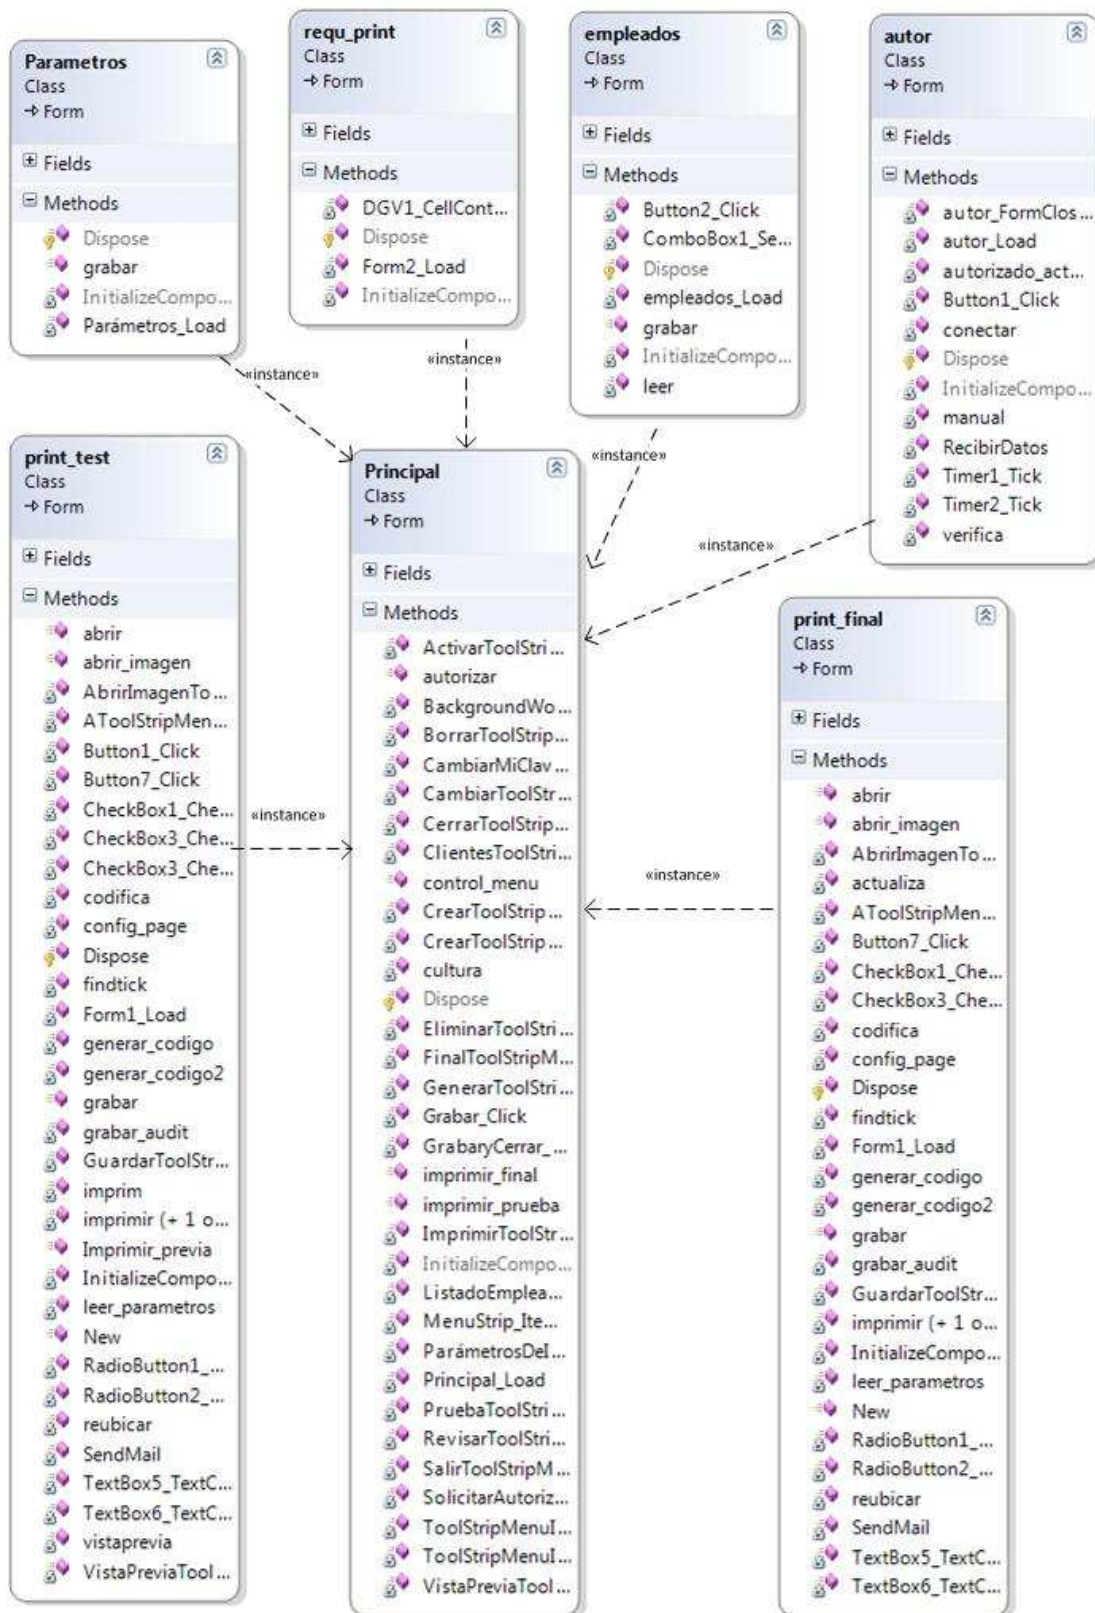 Parametros
Class
Form
Fields
Methods
Dispose
grabar
InitializeCompo...
Parámetros_Load
requ_print
Class
Form
Fields
Methods
DGV1_CellCont...
Dispose
Form2_Load
InitializeCompo...
empleados
Class
Form
Fields
Methods
Button2_Click
ComboBox1_Se...
Dispose
empleados_Load
grabar
InitializeCompo...
leer
autor
Class
Form
Fields
Methods
autor_FormClos...
autor_Load
autorizado_act...
Button1_Click
conectar
Dispose
InitializeCompo...
manual
RecibirDatos
Timer1_Tick
Timer2_Tick
verifica
«instance»
«instance»
«instance»
«instance»
print_test
Class
Form
Fields
Methods
abrir
abrir_imagen
AbrirImagenTo...
AToolStripMen...
Button1_Click
Button7_Click
CheckBox1_Che...
CheckBox3_Che...
CheckBox3_Che...
codifica
config_page
Dispose
findtick
Form1_Load
generar_codigo
generar_codigo2
grabar
grabar_audit
GuardarToolStr...
imprim
imprimir (+ 1 o...
Imprimir_previa
InitializeCompo...
leer_parametros
New
RadioButton1_...
RadioButton2_...
reubicar
SendMail
TextBox5_TextC...
TextBox6_TextC...
vistaprevia
VistaPreviaTool...
«instance»
Principal
Class
Form
Fields
Methods
ActivarToolStri...
autorizar
BackgroundWo...
BorrarToolStrip...
CambiarMiClav...
CambiarToolStr...
CerrarToolStrip...
ClientesToolStri...
control_menu
CrearToolStrip...
CrearToolStrip...
cultura
Dispose
EliminarToolStri...
FinalToolStripM...
GenerarToolStri...
Grabar_Click
GrabaryCerrar_...
imprimir_final
imprimir_prueba
ImprimirToolStr...
InitializeCompo...
ListadoEmplea...
MenuStrip_Ite...
ParámetrosDeI...
Principal_Load
PruebaToolStri...
RevisarToolStri...
SalirToolStripM...
SolicitarAutoriz...
ToolStripMenuI...
ToolStripMenuI...
VistaPreviaTool...
«instance»
print_final
Class
Form
Fields
Methods
abrir
abrir_imagen
AbrirImagenTo...
actualiza
AToolStripMen...
Button7_Click
CheckBox1_Che...
CheckBox3_Che...
codifica
config_page
Dispose
findtick
Form1_Load
generar_codigo
generar_codigo2
grabar
grabar_audit
GuardarToolStr...
imprimir (+ 1 o...
InitializeCompo...
leer_parametros
New
RadioButton1_...
RadioButton2_...
reubicar
SendMail
TextBox5_TextC...
TextBox6_TextC...